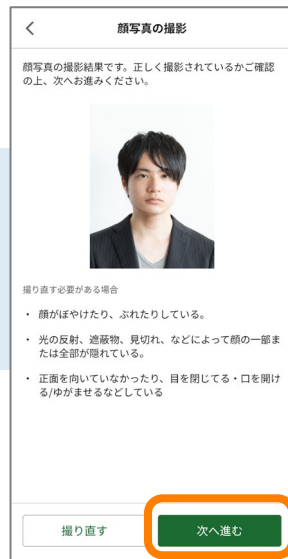 顔写真の撮影
顔写真の撮影結果です。正しく撮影されているかご確認
の上、次へお進みください。
撮り直す必要がある場合
・ 顔がぼやけたり、ぶれたりしている。
・ 光の反射、遮蔽物、見切れ、などによって顔の一部ま
たは全部が隠れている。
・ 正面を向いていなかったり、目を閉じてる・口を開け
る/ゆがませるなどしている
撮り直す
次へ進む